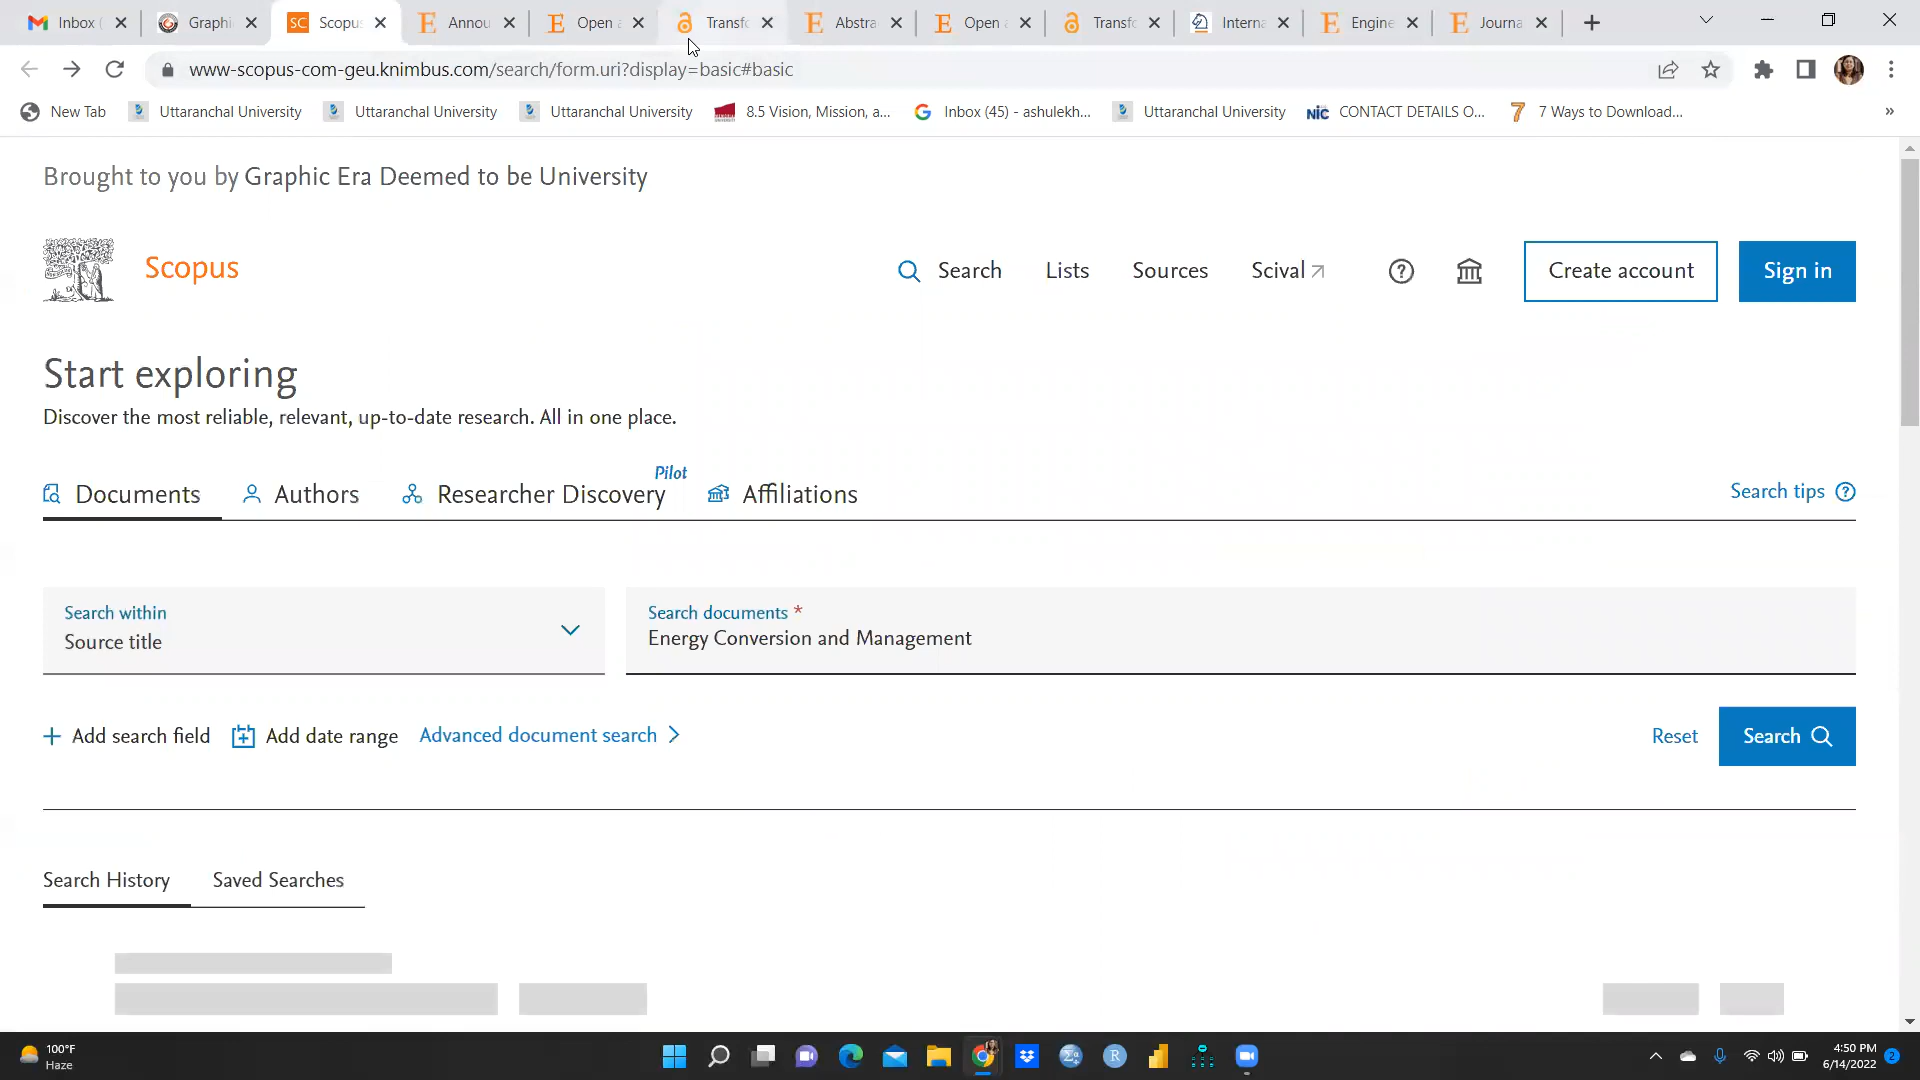 Inbox (
Graphi
SC
Scopus
Annou
Open a
Transfo
Abstra
Open a
Transfo
Interna
Engine
Journa
www-scopus-com-geu.knimbus.com/search/form.uri?display=basic#basic
New Tab
Uttaranchal University
Uttaranchal University
Uttaranchal University
8.5 Vision, Mission, a...
Inbox (45) - ashulekh...
Uttaranchal University
NIC
CONTACT DETAILS O...
7 Ways to Download...
»
Brought to you by Graphic Era Deemed to be University
Scopus
Search
Lists
Sources
Scival
Create account
Sign in
Start exploring
Discover the most reliable, relevant, up-to-date research. All in one place.
Documents
Authors
Researcher Discovery
Pilot
Affiliations
Search tips
Search within
Source title
Search documents *
Energy Conversion and Management
Add search field
Add date range
Advanced document search
Reset
Search
Search History
Saved Searches
100°F
Haze
4:50 PM
6/14/2022
2